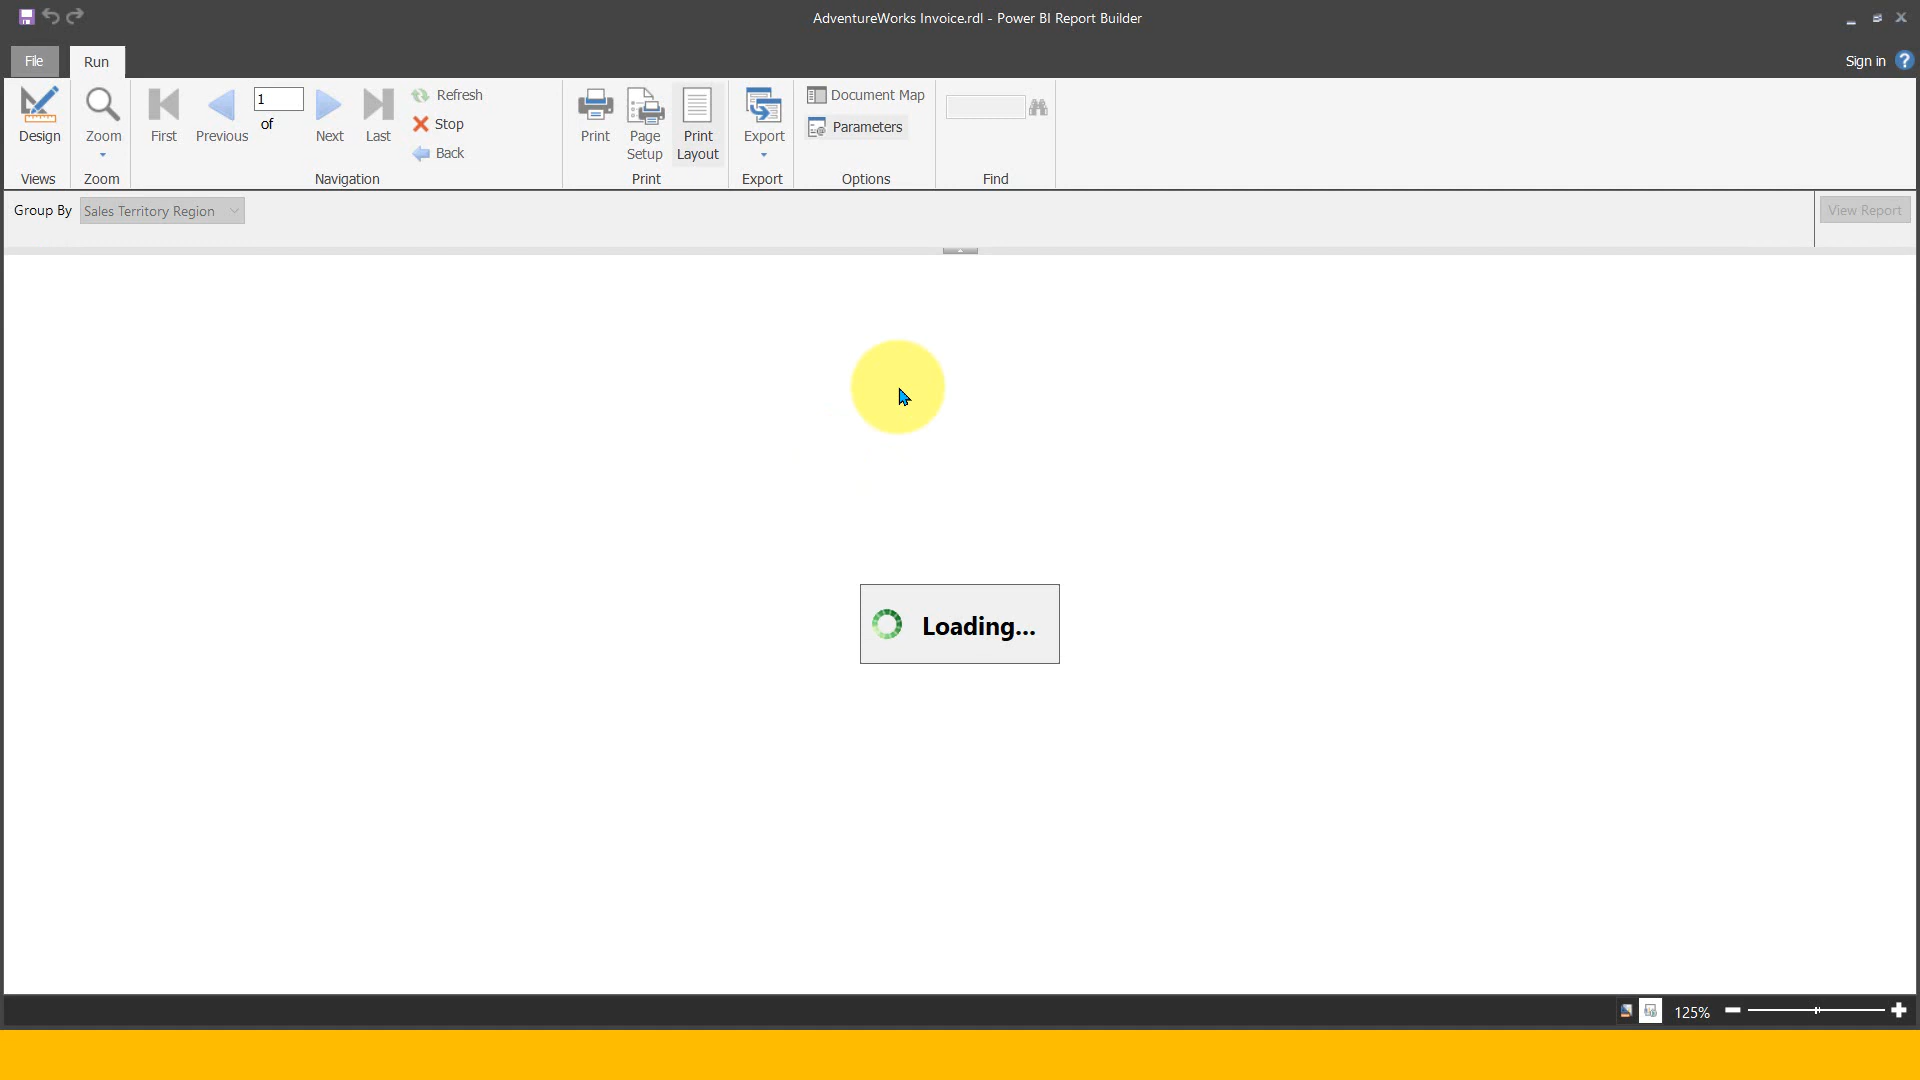 AdventureWorks Invoice.rdl - Power BI Report Builder
File
Run
Sign in
?
Design
Zoom
First
Previous
1
of
Next
Last
Refresh
Stop
Back
Print
Page
Setup
Print
Layout
Export
Document Map
Parameters
Views
Zoom
Navigation
Print
Export
Options
Find
Group By
Sales Territory Region
View Report
Loading...
125%